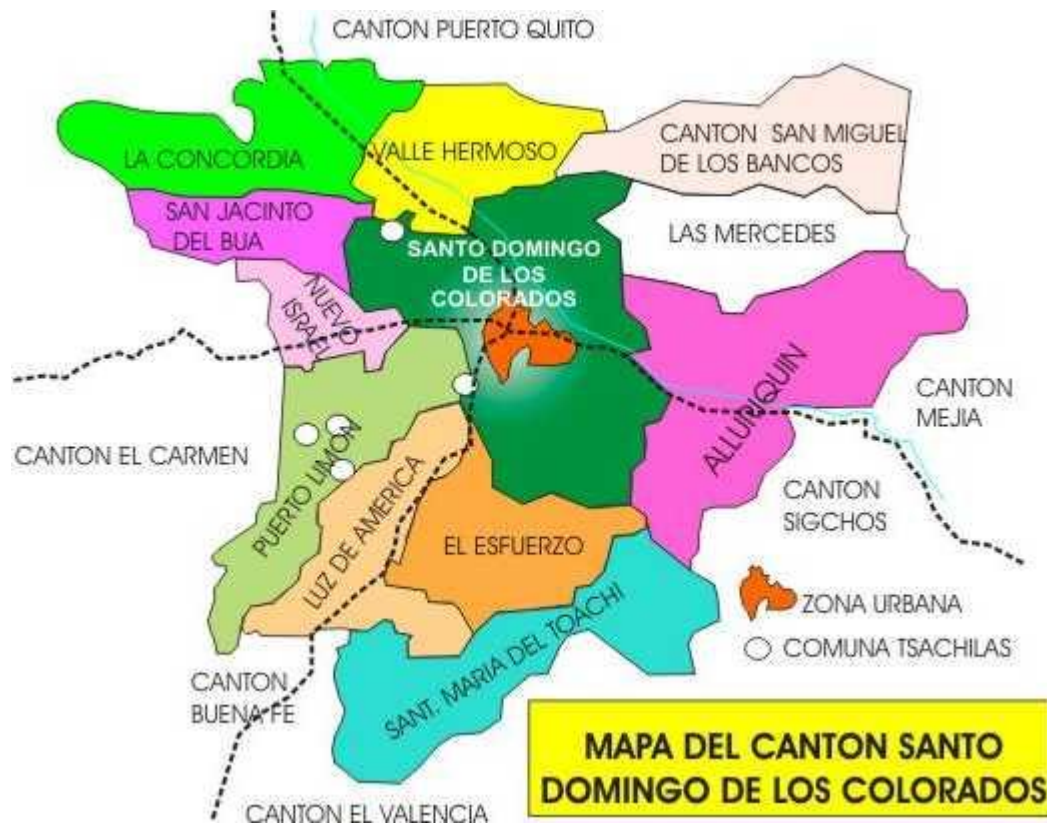 CANTON PUERTO QUITO
LA CONCORDIA
VALLE HERMOSO
CANTON SAN MIGUEL
DE LOS BANCOS
SAN JACINTO
DEL BUA
LAS MERCEDES
SANTO DOMINGO
DE LOS
COLORADOS
NUEVO
ISRAEL
ALLURIQUIN
CANTON
MEJIA
CANTON EL CARMEN
PUERTO LIMON
LUZ DE AMERICA
EL ESFUERZO
CANTON
SIGCHOS
SANT. MARIA DEL TOACHI
ZONA URBANA
COMUNA TSACHILAS
CANTON
BUENA FE
CANTON EL VALENCIA
MAPA DEL CANTON SANTO
DOMINGO DE LOS COLORADOS